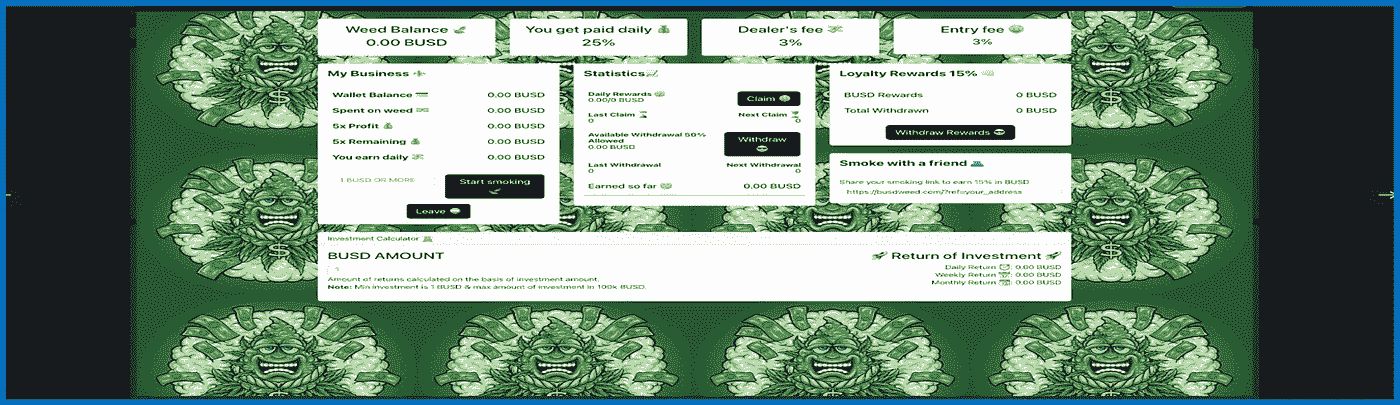 Weed Balance
0.00 BUSD
You get paid daily
25%
Dealer's fee
3%
Entry fee
3%
My Business
Wallet Balance 0.00 BUSD
Spent on weed 0.00 BUSD
5x Profit 0.00 BUSD
5x Remaining 0.00 BUSD
You earn daily 0.00 BUSD
1 BUSD OR MORE
Start smoking
Leave
Statistics
Daily Rewards
0.00/0 BUSD
Claim
Last Claim Next Claim
0 0
Available Withdrawal 50%
Allowed
0.00 BUSD
Withdraw
Last Withdrawal Next Withdrawal
0 0
Earned so far 0.00 BUSD
Loyalty Rewards 15%
BUSD Rewards 0 BUSD
Total Withdrawn 0 BUSD
Withdraw Rewards
Smoke with a friend
Share your smoking link to earn 15% in BUSD
https://busdweed.com/?ref=your_address
Investment Calculator
BUSD AMOUNT
Amount of returns calculated on the basis of investment amount.
Note: Min investment is 1 BUSD & max amount of investment in 100k BUSD.
Return of Investment
Daily Return : 0.00 BUSD
Weekly Return : 0.00 BUSD
Monthly Return : 0.00 BUSD